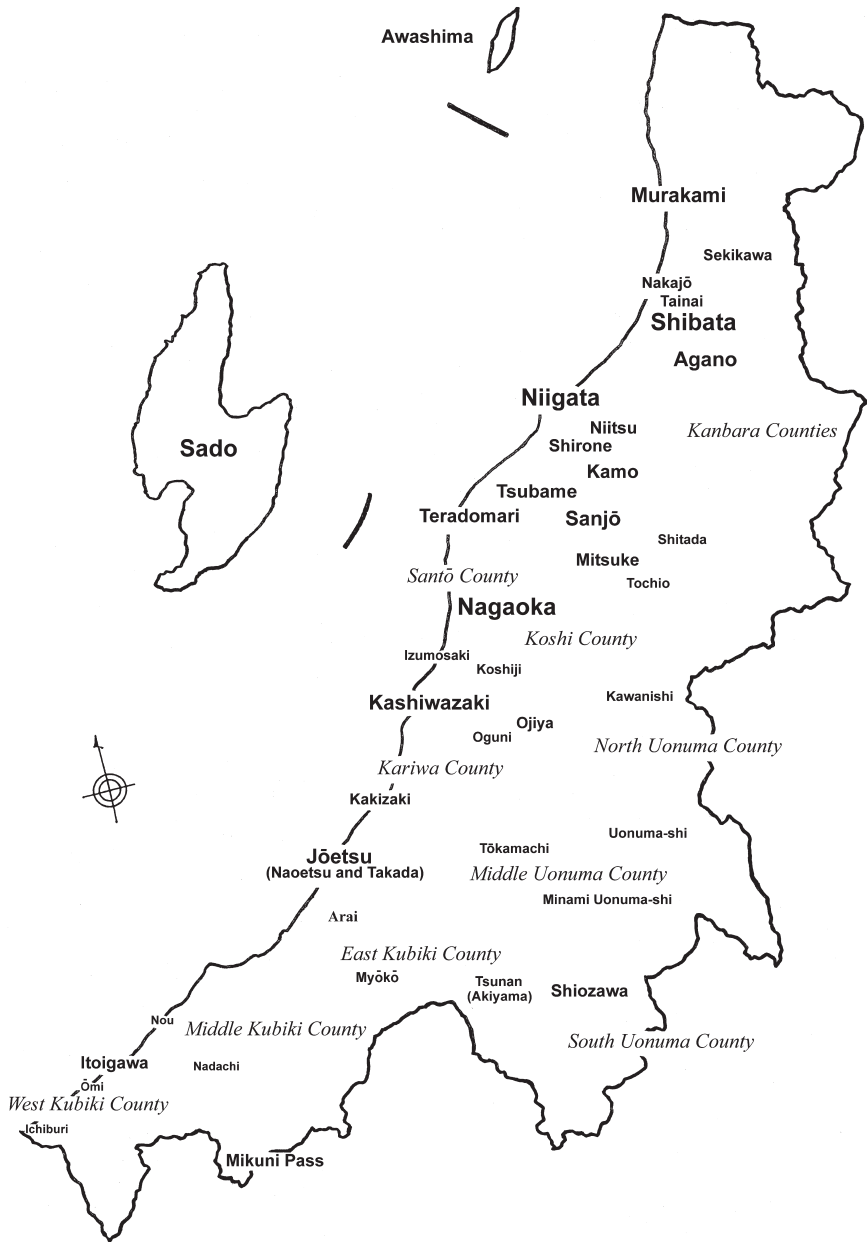 Awashima
Murakami
Sekikawa
Nakajō
Tainai
Shibata
Agano
Niigata
Niitsu
Kanbara Counties
Shirone
Sado
Kamo
Tsubame
Teradomari
Sanjō
Shitada
Mitsuke
Santō County
Tochio
Nagaoka
Koshi County
Izumosaki
Koshiji
Kashiwazaki
Kawanishi
Ojiya
Oguni
North Uonuma County
Kariwa County
Kakizaki
Uonuma-shi
Tōkamachi
Jōetsu
(Naoetsu and Takada)
Middle Uonuma County
Minami Uonuma-shi
Arai
East Kubiki County
Myōkō
Tsunan
(Akiyama)
Shiozawa
Nou
Middle Kubiki County
South Uonuma County
Itoigawa
Nadachi
Ōmi
West Kubiki County
Ichiburi
Mikuni Pass